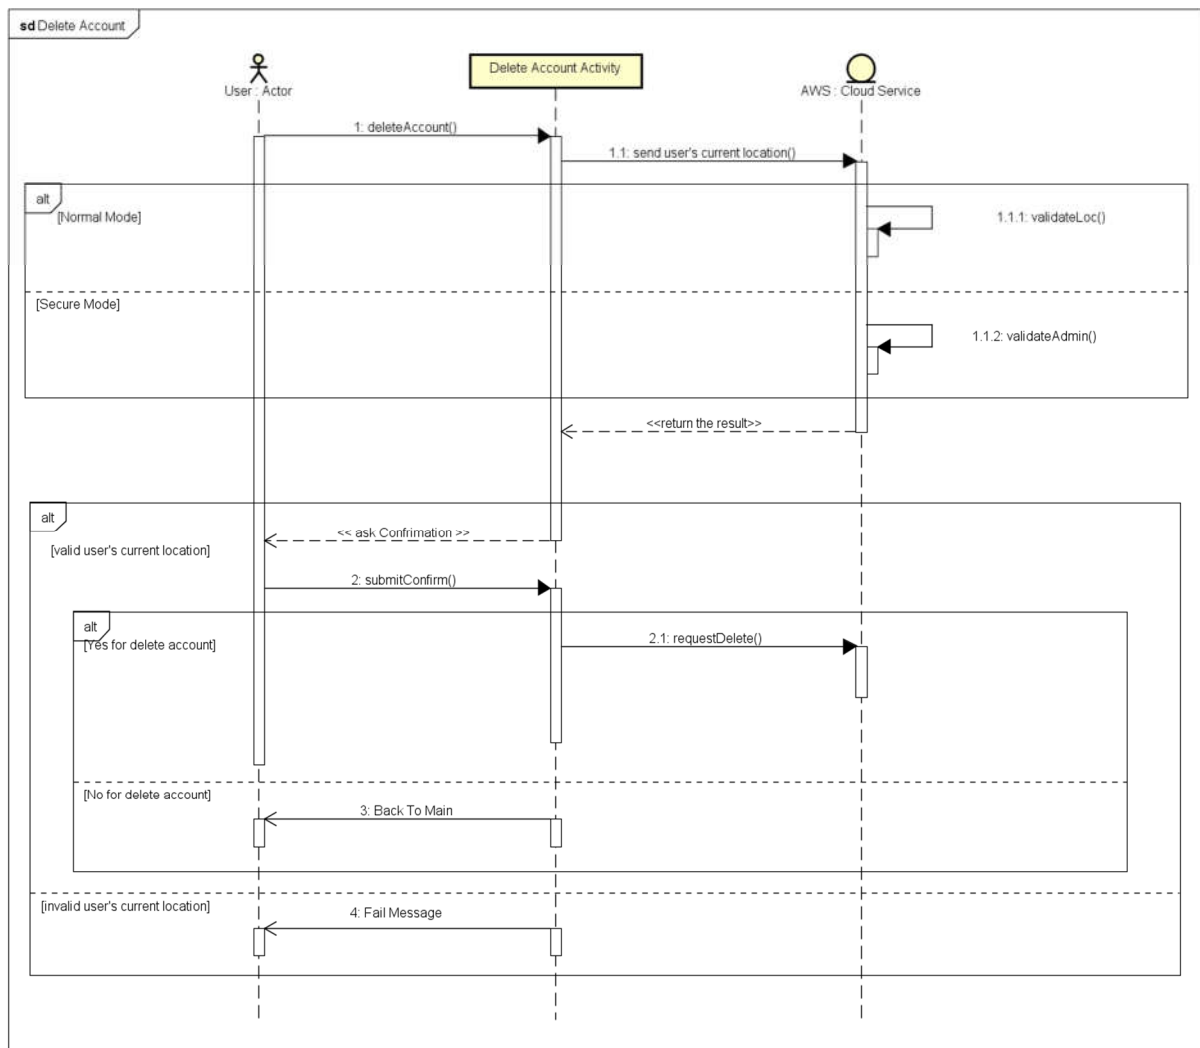 sd Delete Account
Delete Account Activity
User : Actor
AWS : Cloud Service
1: deleteAccount()
1.1: send user's current location()
alt
[Normal Mode]
1.1.1: validateLoc()
[Secure Mode]
1.1.2: validateAdmin()
<<return the result>>
alt
<< ask Confrimation >>
[valid user's current location]
2: submitConfirm()
alt
[Yes for delete account]
2.1: requestDelete()
[No for delete account]
3: Back To Main
[invalid user's current location]
4: Fail Message